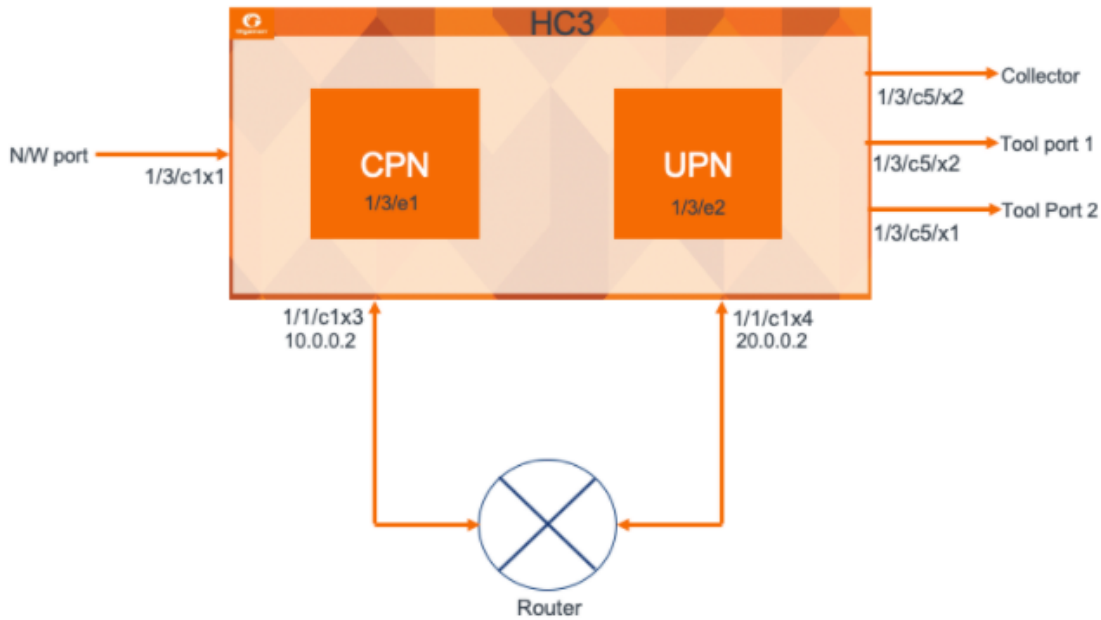 HC3
Gigamon
Collector
1/3/c5/x2
N/W port
1/3/c1x1
CPN
1/3/e1
UPN
1/3/e2
Tool port 1
1/3/c5/x2
Tool Port 2
1/3/c5/x1
1/1/c1x3
10.0.0.2
1/1/c1x4
20.0.0.2
Router